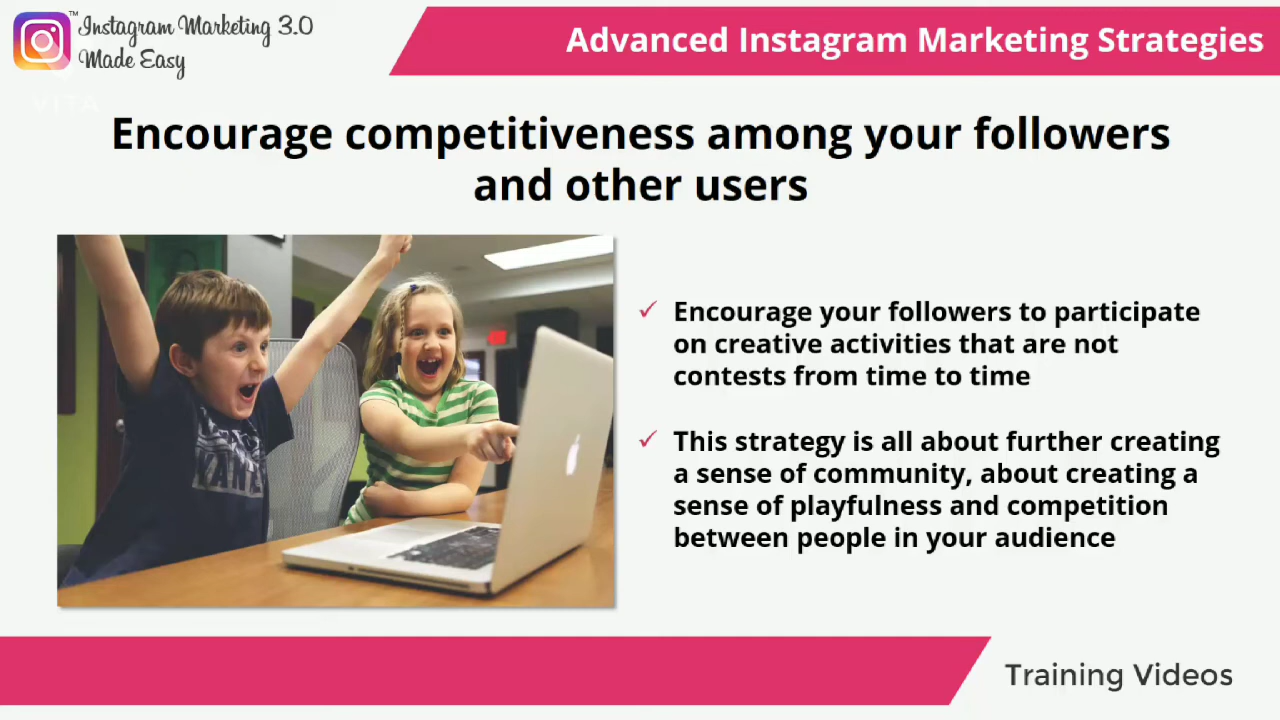 Instagram Marketing 3.0
Made Easy
TM
Advanced Instagram Marketing Strategies
VITA
Encourage competitiveness among your followers
and other users
✓ Encourage your followers to participate
on creative activities that are not
contests from time to time
✓ This strategy is all about further creating
a sense of community, about creating a
sense of playfulness and competition
between people in your audience
Training Videos